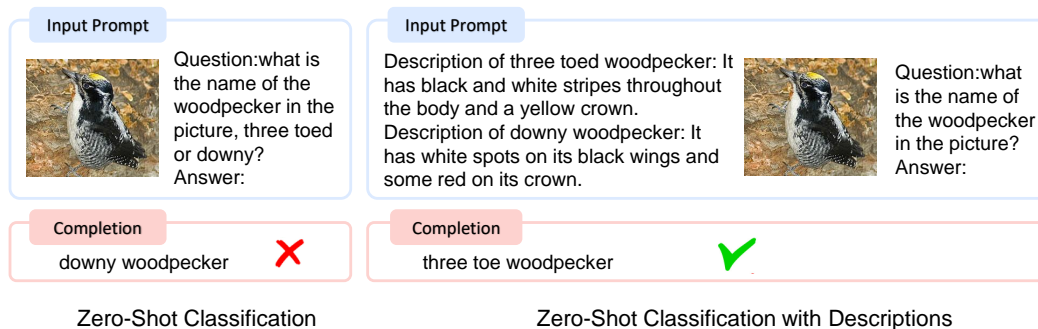 Input Prompt
Question:what is
the name of the
woodpecker in the
picture, three toed
or downy?
Answer:
Completion
downy woodpecker
Zero-Shot Classification
Input Prompt
Description of three toed woodpecker: It
has black and white stripes throughout
the body and a yellow crown.
Description of downy woodpecker: It
has white spots on its black wings and
some red on its crown.
Question:what
is the name of
the woodpecker
in the picture?
Answer:
Completion
three toe woodpecker
Zero-Shot Classification with Descriptions